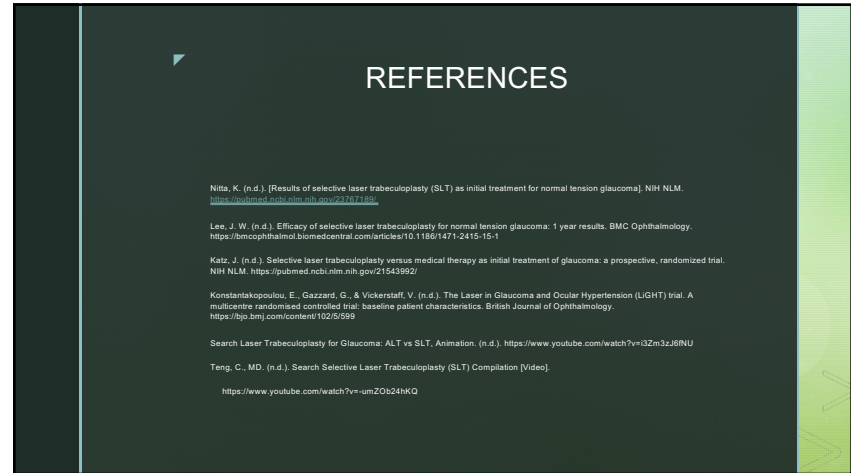 REFERENCES
Nitta, K. (n.d.). [Results of selective laser trabeculoplasty (SLT) as initial treatment for normal tension glaucoma]. NIH NLM.
https://pubmed.ncbi.nlm.nih.gov/23767189/
Lee, J. W. (n.d.). Efficacy of selective laser trabeculoplasty for normal tension glaucoma: 1 year results. BMC Ophthalmology.
https://bmcophthalmol.biomedcentral.com/articles/10.1186/1471-2415-15-1
Katz, J. (n.d.). Selective laser trabeculoplasty versus medical therapy as initial treatment of glaucoma: a prospective, randomized trial.
NIH NLM. https://pubmed.ncbi.nlm.nih.gov/21543992/
Konstantakopoulou, E., Gazzard, G., & Vickerstaff, V. (n.d.). The Laser in Glaucoma and Ocular Hypertension (LiGHT) trial. A
multicentre randomised controlled trial: baseline patient characteristics. British Journal of Ophthalmology.
https://bjo.bmj.com/content/102/5/599
Search Laser Trabeculoplasty for Glaucoma: ALT vs SLT, Animation. (n.d.). https://www.youtube.com/watch?v=i3Zm3zJ6fNU
Teng, C., MD. (n.d.). Search Selective Laser Trabeculoplasty (SLT) Compilation [Video].
https://www.youtube.com/watch?v=-umZOb24hKQ